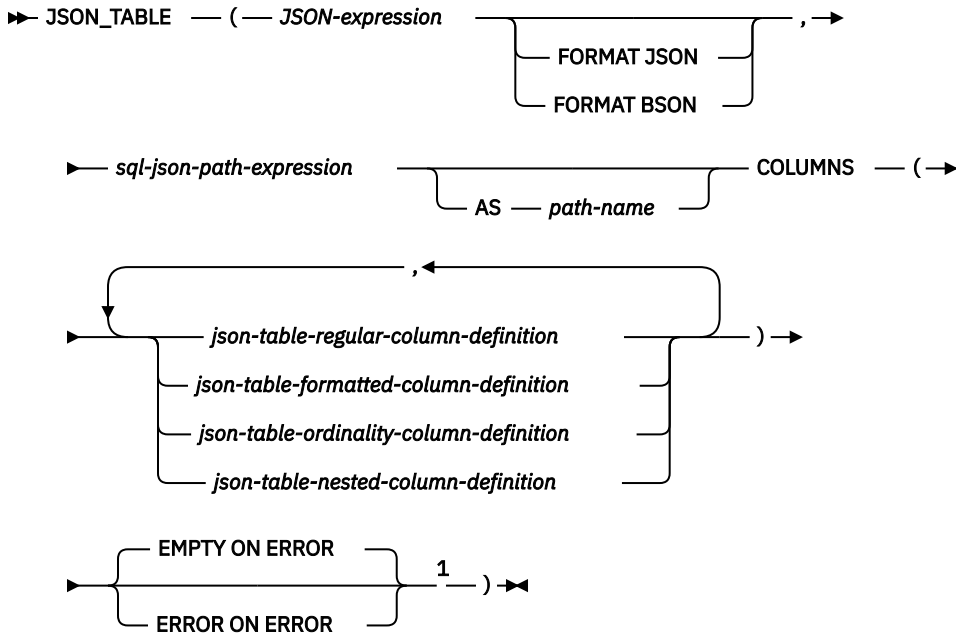 JSON_TABLE ( JSON-expression ,
FORMAT JSON
FORMAT BSON
sql-json-path-expression COLUMNS (
AS path-name
,
json-table-regular-column-definition )
json-table-formatted-column-definition
json-table-ordinality-column-definition
json-table-nested-column-definition
EMPTY ON ERROR
1 )
ERROR ON ERROR